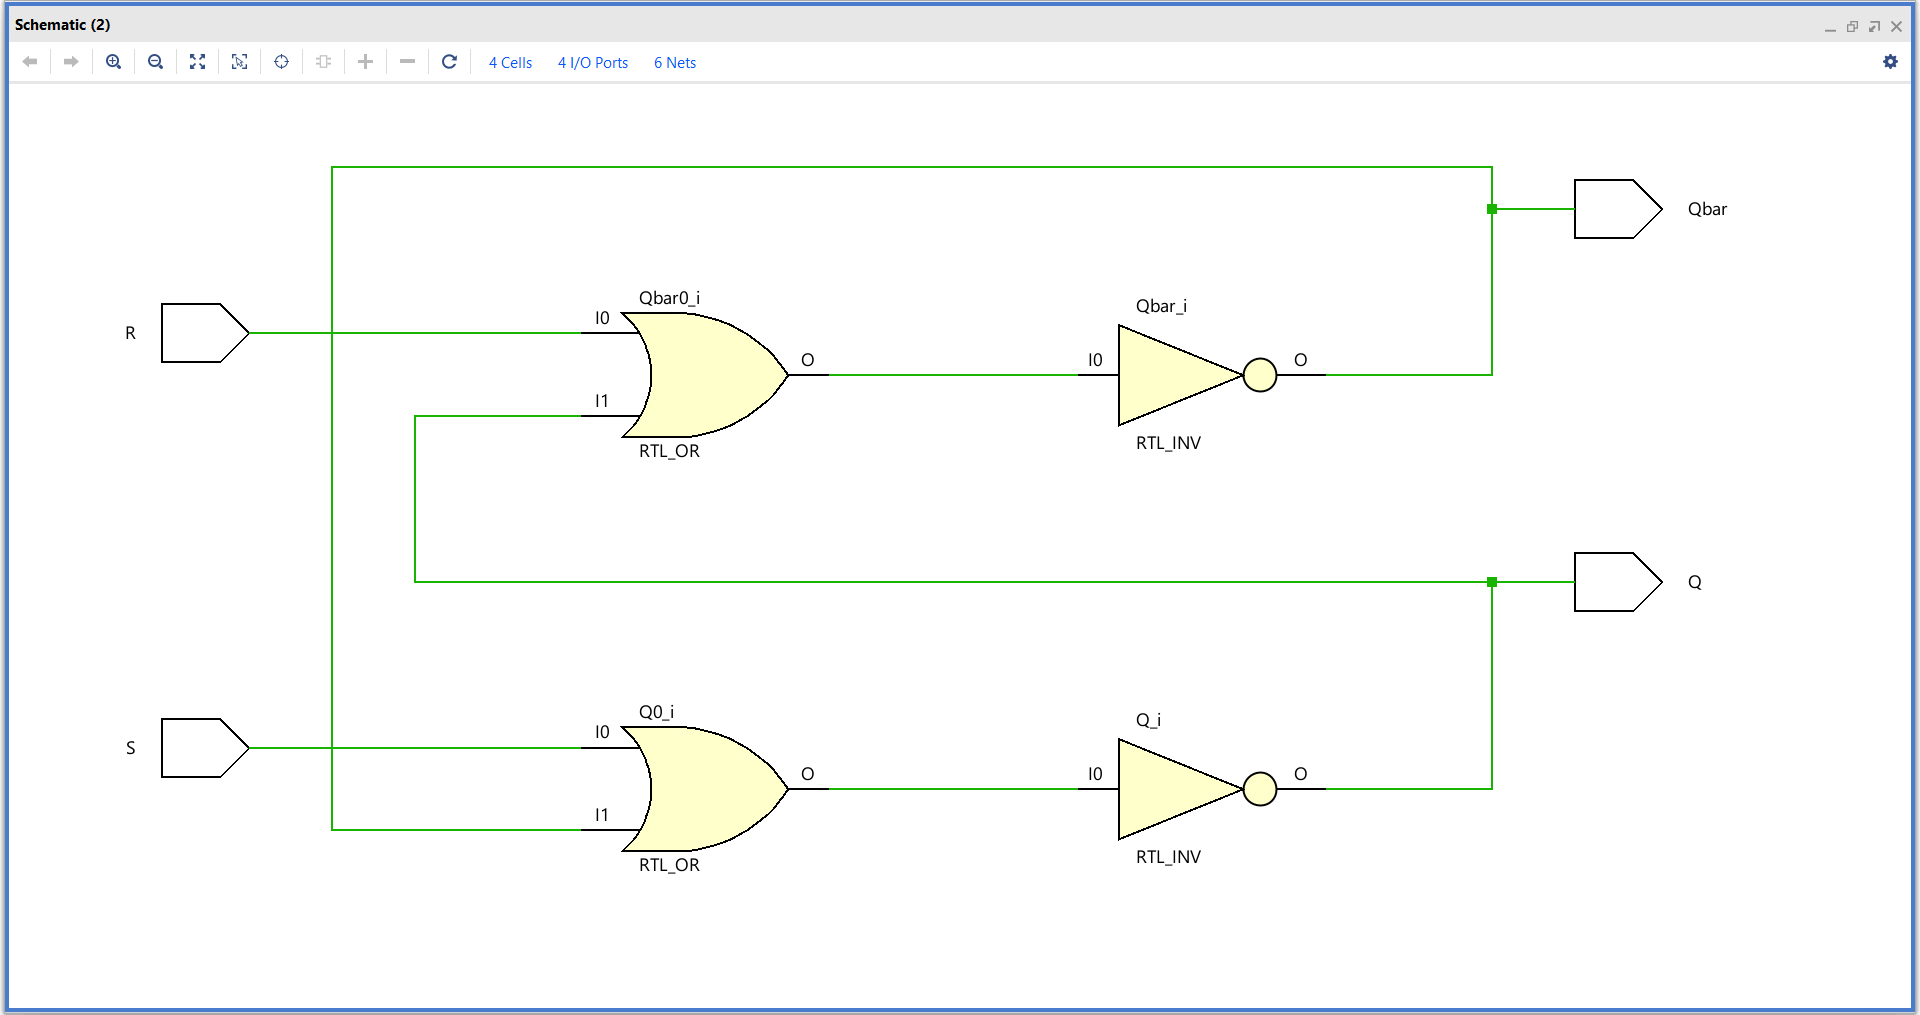 Schematic (2)
4 Cells 4 I/O Ports 6 Nets
Qbar
Qbar0_i
Qbar_i
R
I0
O
I0
O
I1
RTL_OR
RTL_INV
Q
Q0_i
Q_i
S
I0
O
I0
O
I1
RTL_OR
RTL_INV